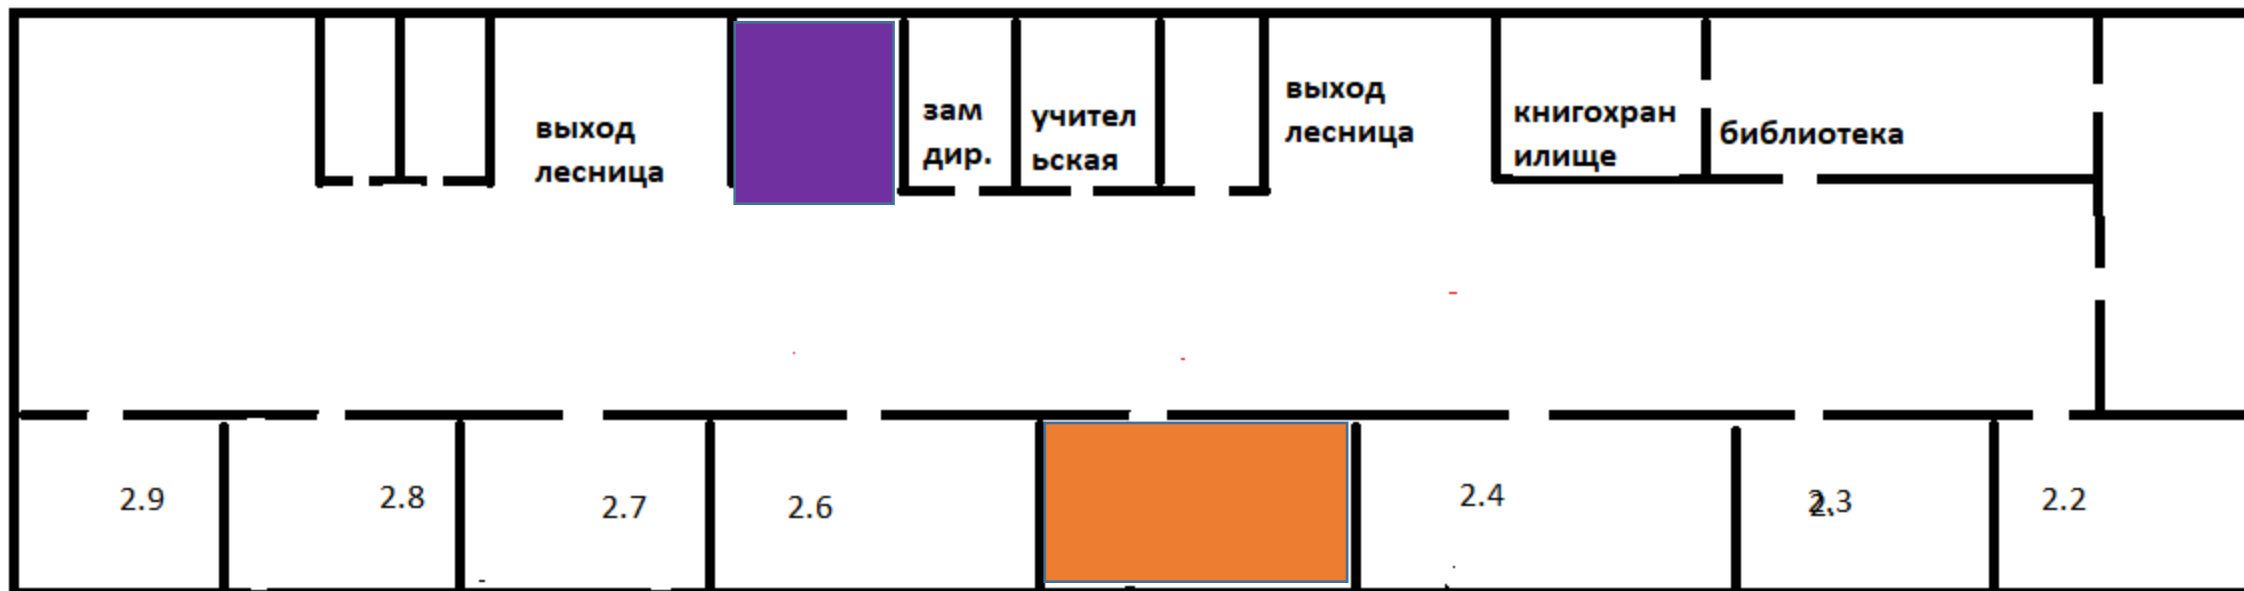 выход
лесница
зам
дир.
учител
ьская
выход
лесница
книгохран
илище
библиотека
2.9
2.8
2.7
2.6
2.4
2.3
2.2